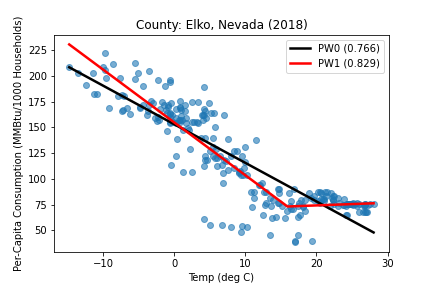 County: Elko, Nevada (2018)
Per-Capita Consumption (MMBtu/1000 Households)
225
200
175
150
125
100
75
50
PW0 (0.766)
PW1 (0.829)
−10 0 10 20 30
Temp (deg C)